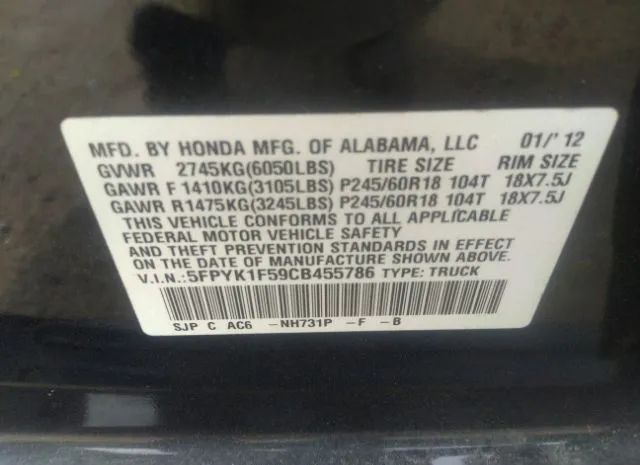 MFD. BY HONDA MFG. OF ALABAMA, LLC 01/'12
GVWR 2745KG(6050LBS) TIRE SIZE RIM SIZE
GAWR F 1410KG(3105LBS) P245/60R18 104T 18X7.5J
GAWR R1475KG(3245LBS) P245/60R18 104T 18X7.5J
THIS VEHICLE CONFORMS TO ALL APPLICABLE
FEDERAL MOTOR VEHICLE SAFETY
AND THEFT PREVENTION STANDARDS IN EFFECT
ON THE DATE OF MANUFACTURE SHOWN ABOVE.
V.I.N.:5FPYK1F59CB455786 TYPE: TRUCK
SJP C AC6 -NH731P -F -B